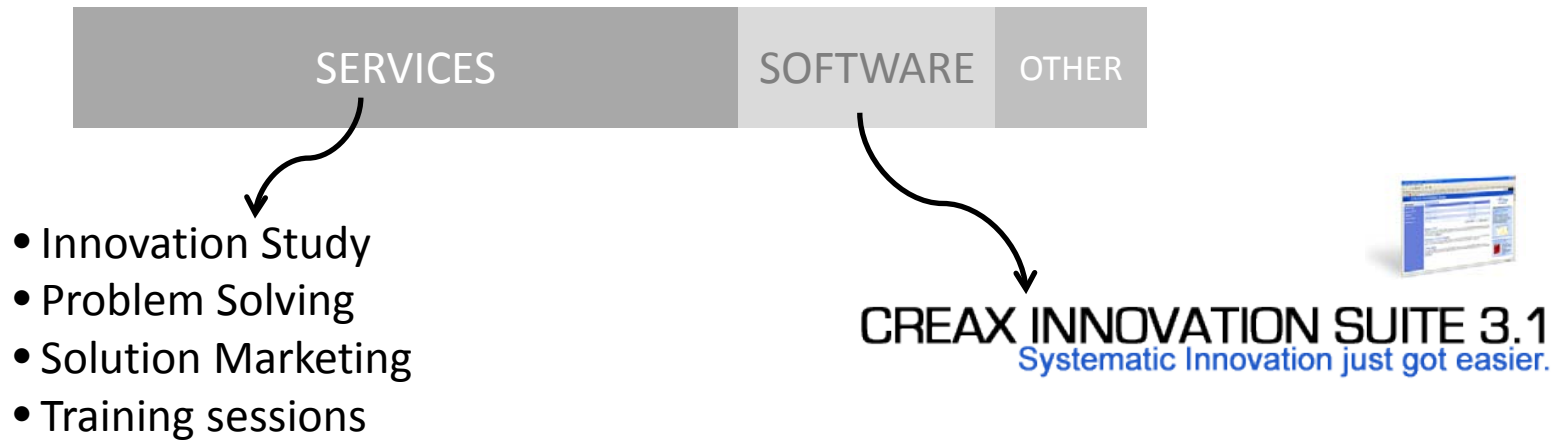 SERVICES SOFTWARE OTHER
• Innovation Study
• Problem Solving
• Solution Marketing
• Training sessions
CREAX INNOVATION SUITE 3.1
Systematic Innovation just got easier.